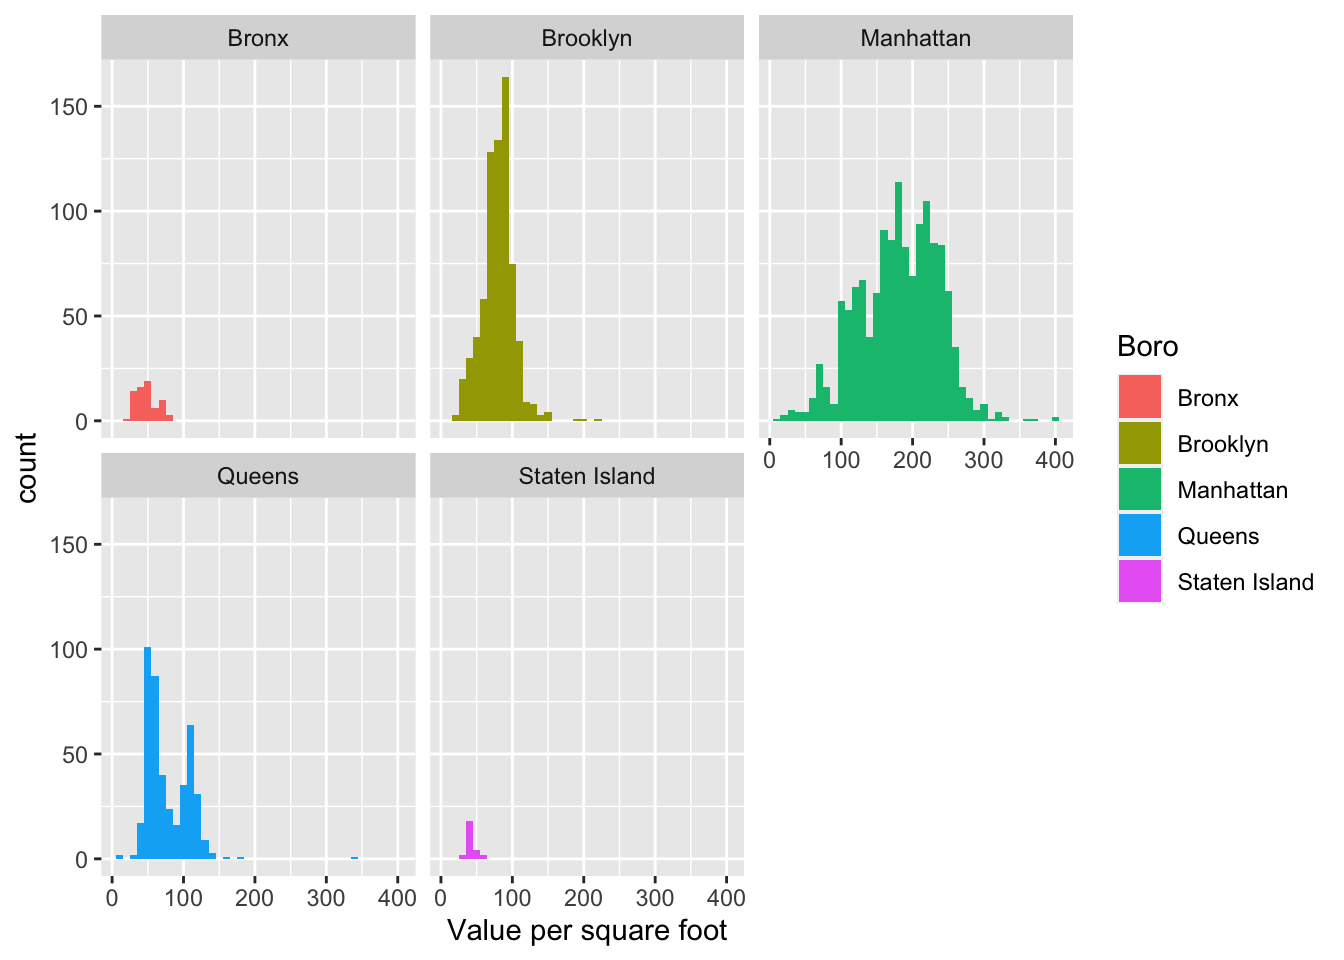 Bronx
Brooklyn
Manhattan
150
100
50
0
0 100 200 300 400
Queens
Staten Island
150
100
50
0
0 100 200 300 400
0 100 200 300 400
count
Value per square foot
Boro
Bronx
Brooklyn
Manhattan
Queens
Staten Island